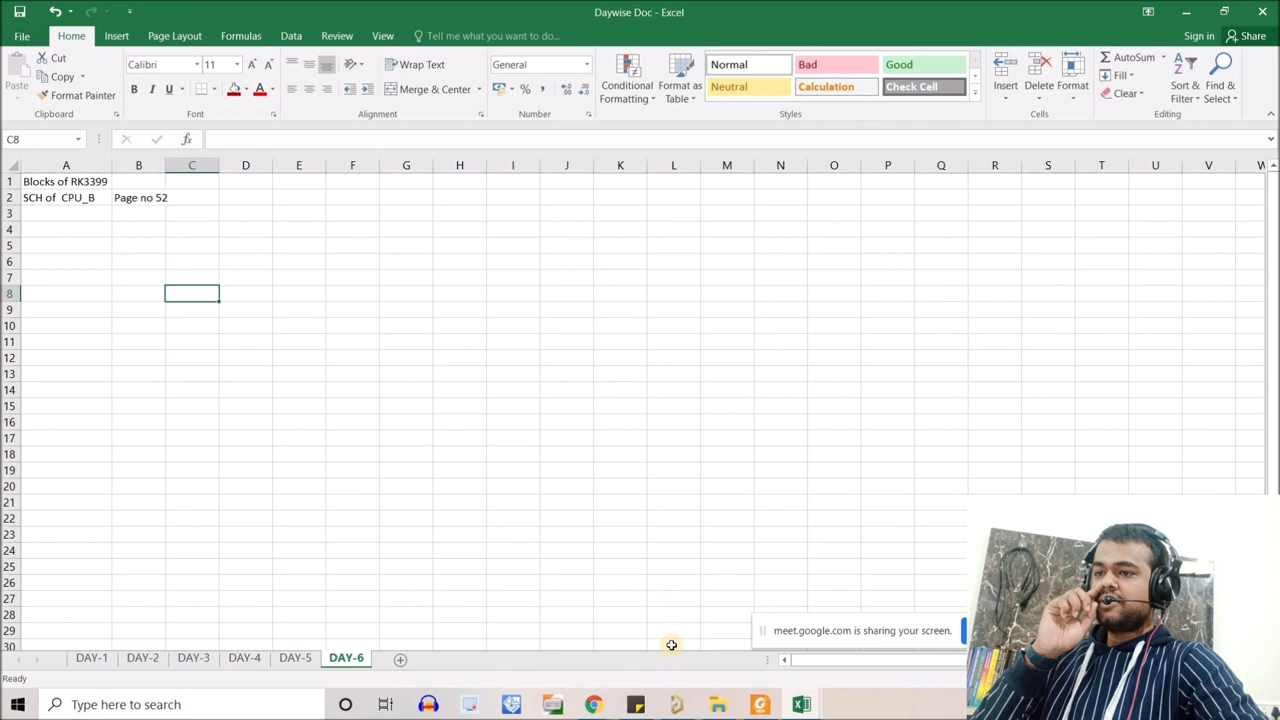 Daywise Doc - Excel
File Home Insert Page Layout Formulas Data Review View Tell me what you want to do... Sign in Share
Paste
Cut
Copy
Format Painter
Clipboard
Calibri 11
B I U
Font
Wrap Text
Merge & Center
Alignment
General
%
Number
Conditional Formatting
Format as Table
Normal Bad Good
Neutral Calculation Check Cell
Styles
Insert Delete Format
Cells
AutoSum
Fill
Clear
Sort & Filter
Find & Select
Editing
C8 fx
A B C D E F G H I J K L M N O P Q R S T U V W
1 Blocks of RK3399
2 SCH of CPU_B Page no 52
3
4
5
6
7
8
9
10
11
12
13
14
15
16
17
18
19
20
21
22
23
24
25
26
27
28
29
30
meet.google.com is sharing your screen.
DAY-1 DAY-2 DAY-3 DAY-4 DAY-5 DAY-6
Ready
Type here to search